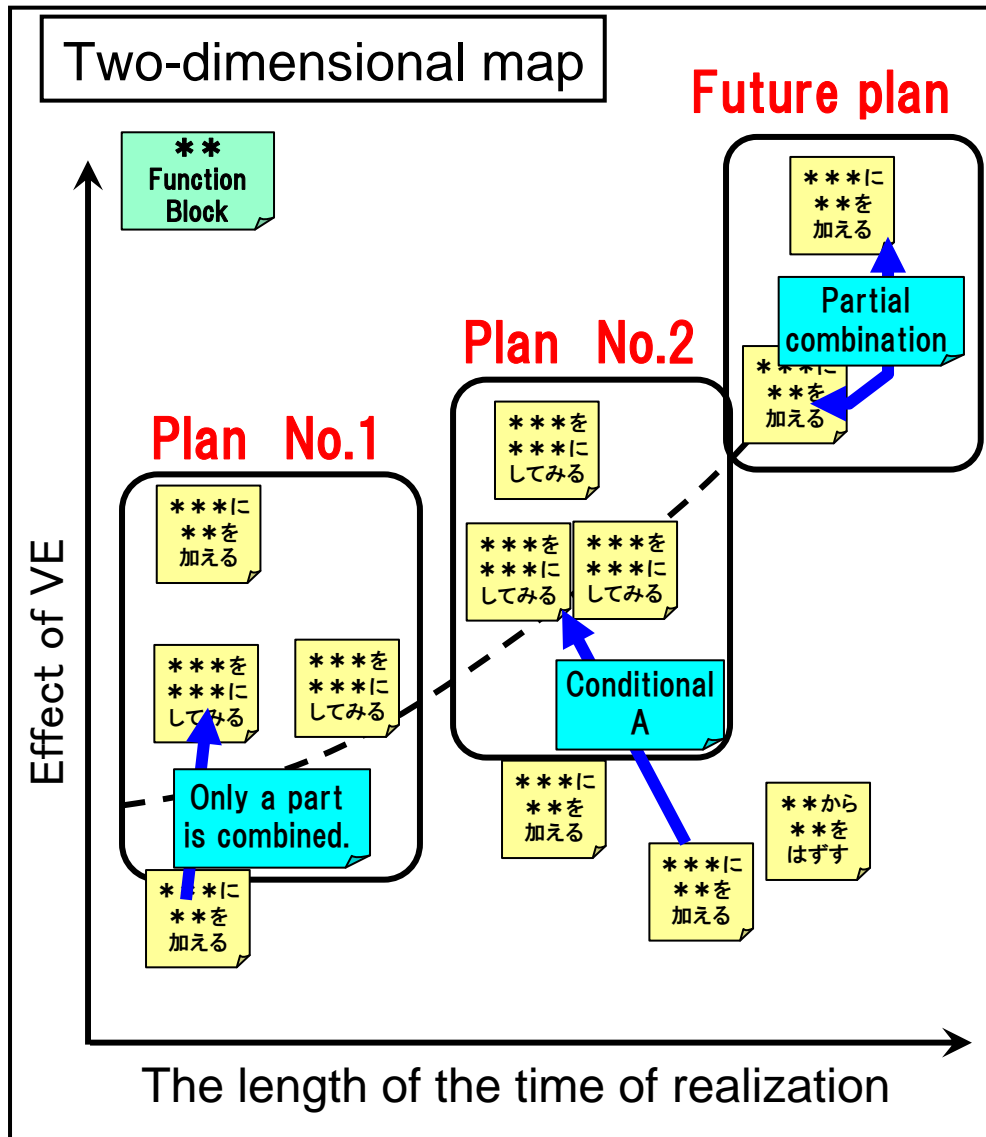 Two-dimensional map
Future plan
**
Function
Block
***に
**を
加える
Partial
combination
***に
**を
加える
Plan No.2
***を
***に
してみる
***を
***に
してみる
***を
***に
してみる
Conditional
A
Plan No.1
***に
**を
加える
***を
***に
してみる
***を
***に
してみる
Only a part
is combined.
***に
**を
加える
***に
**を
加える
***に
**を
加える
**から
**を
はずす
Effect of VE
The length of the time of realization